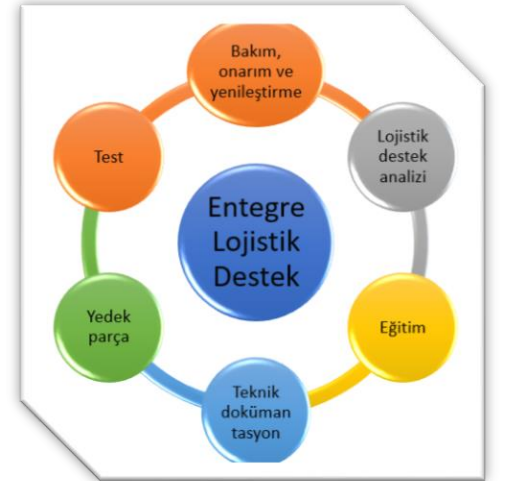 Bakım,
onarım ve
yenileştirme
Lojistik
destek
analizi
Eğitim
Teknik
doküman
tasyon
Yedek
parça
Test
Entegre
Lojistik
Destek